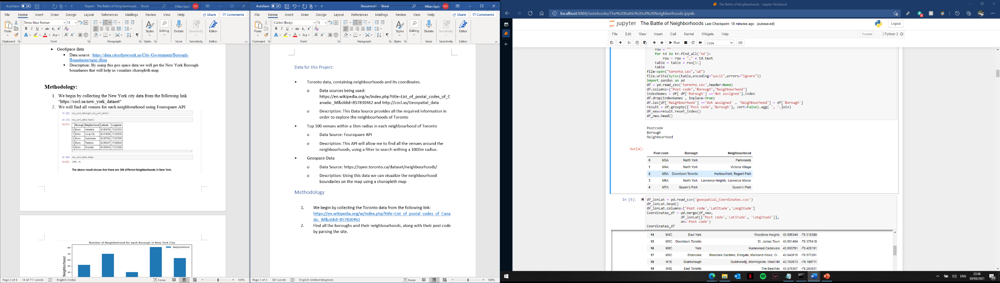 AutoSave Off Report - The Battle of Neighborhoods - Word Milan Sajiv MS
File Home Insert Draw Design Layout References Mailings Review View Help Share Comments
Times New Roman 13
Paste Styles Editing Dictate Sensitivity Editor
Clipboard Font Paragraph Styles Voice Sensitivity Editor
• GeoSpace data
▪ Data source : https://data.cityofnewyork.us/City-Government/Borough-
Boundaries/tqmj-j8zm
▪ Description: By using this geo space data we will get the New York Borough
boundaries that will help us visualize choropleth map.
Methodology:
1. We begin by collecting the New York city data from the following link
"https://cocl.us/new_york_dataset"
2. We will find all venues for each neighbourhood using Foursquare API
In [6]: new_york_data=get_new_york_data()
In [7]: new_york_data.head()
Out[7]: Borough Neighborhood Latitude Longitude
0 Bronx Wakefield 40.894705 -73.847201
1 Bronx Co-op City 40.874294 -73.829939
2 Bronx Eastchester 40.887556 -73.827806
3 Bronx Fieldston 40.895437 -73.905643
4 Bronx Riverdale 40.890834 -73.912585
In [8]: new_york_data.shape
Out[8]: (306, 4)
The above result shows that there are 306 different Neighborhoods in New York.
Number of Neighborhood for each Borough in New York City
Neighborhood
80
70
60
50
40
Neighborhood
Page 2 of 6 14 of 711 words English (India) Focus 100%
AutoSave Off Document1 - Word Milan Sajiv MS
File Home Insert Draw Design Layout References Mailings Review View Help Share Comments
Calibri (Body) 13
Paste Styles Editing Dictate Sensitivity Editor
Clipboard Font Paragraph Styles Voice Sensitivity Editor
Data for this Project:
• Toronto data, containing neighbourhoods and its coordinates.
o Data sources being used:
https://en.wikipedia.org/w/index.php?title=List_of_postal_codes_of_C
anada:_M&oldid=857830462 and http://cocl.us/Geospatial_data
o Description: This Data Source provides all the required information in
order to explore the neighbourhoods of Toronto
• Top 100 venues within a 1km radius in each neighbourhood of Toronto
o Data Source: Foursquare API
o Description: This API will allow me to find all the venues around the
neighbourhoods, using a filter to search withing a 1000m radius.
• Geospace Data
o Data Source: https://open.toronto.ca/dataset/neighbourhoods/
o Description: Using this data we can visualize the neighbourhood
boundaries on the map using a choropleth map
Methodology
1. We begin by collecting the Toronto data from the following link:
https://en.wikipedia.org/w/index.php?title=List_of_postal_codes_of_Cana
da:_M&oldid=857830462
2. Find all the boroughs and their neighbourhoods, along with their post code
by parsing the site.
Page 2 of 2 361 words English (United Kingdom) Focus 100%
The Battle of Neighborhoods - Jupyter Notebook
localhost:8888/notebooks/The%20Battle%20of%20Neighborhoods.ipynb
jupyter The Battle of Neighborhoods Last Checkpoint: 18 minutes ago (autosaved) Logout
File Edit View Insert Cell Kernel Widgets Help Trusted Python 3
Run Code
row = ""
for td in tr.find_all('td'):
row = row + "," + td.text
table = table + row[1:]
table
file=open("toronto.csv","wb")
file.write(bytes(table,encoding="ascii",errors="ignore"))
import pandas as pd
df = pd.read_csv('toronto.csv',header=None)
df.columns=["Post code","Borough","Neighbourhood"]
indexNames = df[ df['Borough'] =='Not assigned'].index
df.drop(indexNames , inplace=True)
df.loc[df['Neighbourhood'] =='Not assigned' , 'Neighbourhood'] = df['Borough']
result = df.groupby(['Post code','Borough'], sort=False).agg( ', '.join)
df_new=result.reset_index()
df_new.head()
Postcode
Borough
Neighbourhood
Out[4]:
Post code Borough Neighbourhood
0 M3A North York Parkwoods
1 M4A North York Victoria Village
2 M5A Downtown Toronto Harbourfront, Regent Park
3 M6A North York Lawrence Heights, Lawrence Manor
4 M7A Queen's Park Queen's Park
In [5]: df_lonLat = pd.read_csv('geospatial_Coordinates.csv')
df_lonLat.head()
df_lonLat.columns=['Post code','Latitude','Longitude']
Coordinates_df = pd.merge(df_new,
df_lonLat[['Post code','Latitude', 'Longitude']],
on='Post code')
Coordinates_df
14 M4C East York Woodbine Heights 43.695344 -79.318389
15 M5C Downtown Toronto St. James Town 43.651494 -79.375418
16 M6C York Humewood-Cedarvale 43.693781 -79.428191
17 M9C Etobicoke Bloordale Gardens, Eringate, Markland Wood, Ol... 43.643515 -79.577201
18 M1E Scarborough Guildwood]], Morningside, West Hill 43.763573 -79.188711
19 M4E East Toronto The Beaches 43.676357 -79.293031
ENG 23:36
30/03/2021